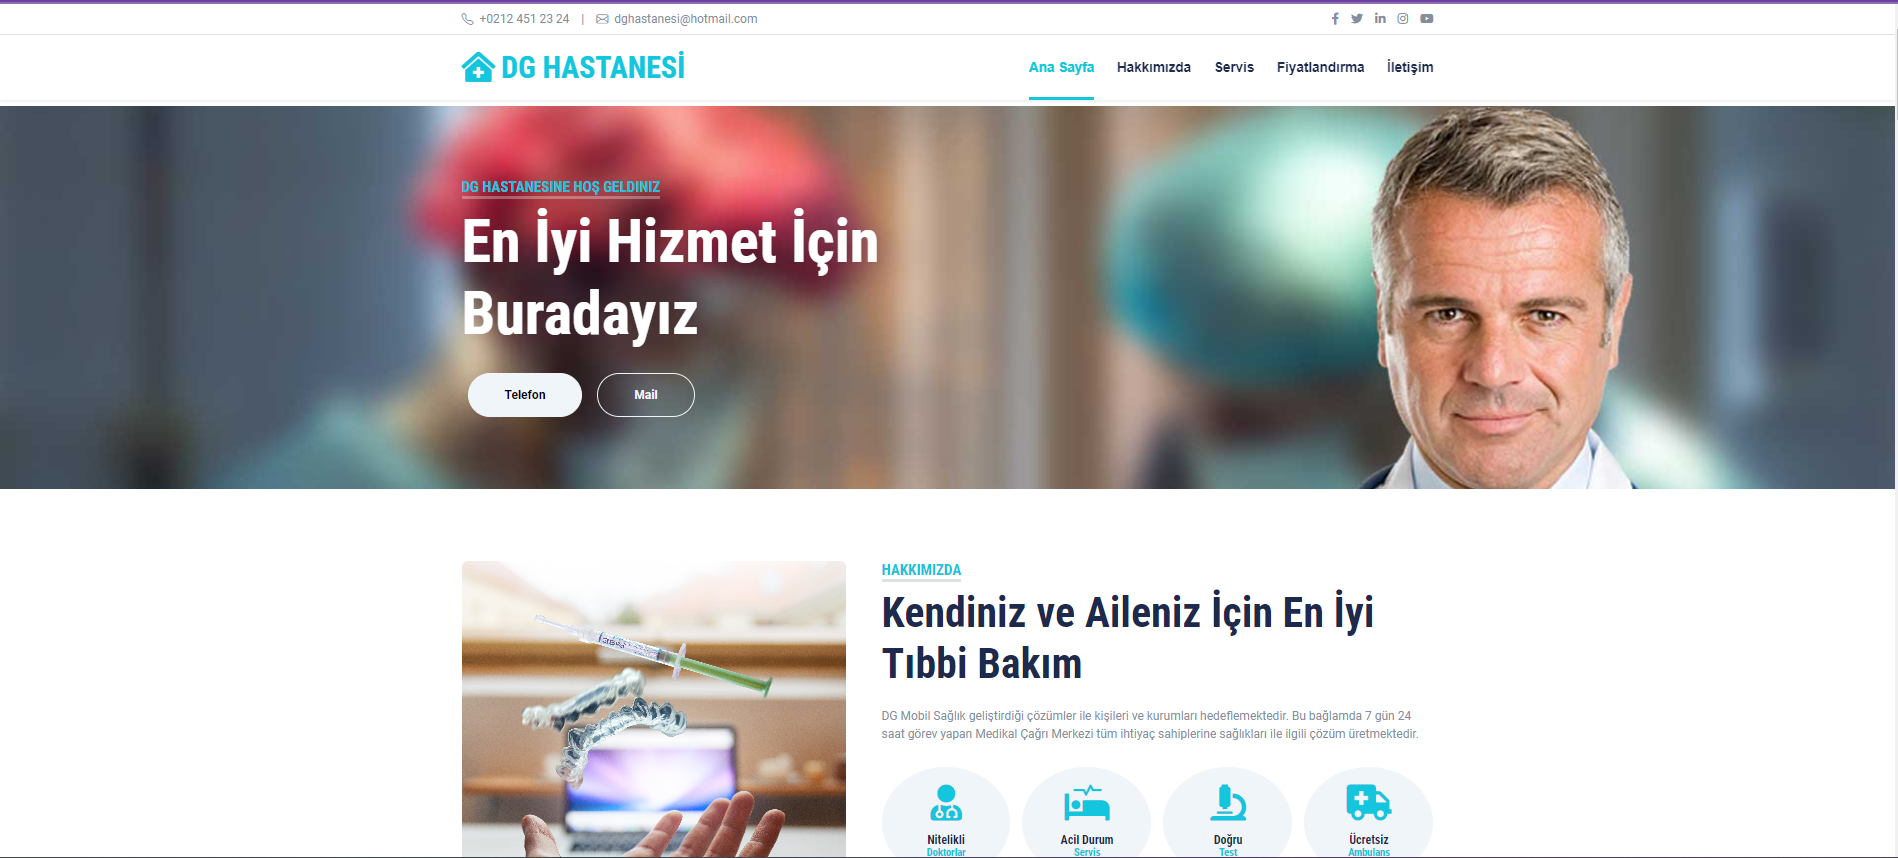 +0212 451 23 24 | dghastanesi@hotmail.com
DG HASTANESİ
Ana Sayfa Hakkımızda Servis Fiyatlandırma İletişim
DG HASTANESINE HOŞ GELDINIZ
En İyi Hizmet İçin
Buradayız
Telefon Mail
HAKKIMIZDA
Kendiniz ve Aileniz İçin En İyi
Tıbbi Bakım
DG Mobil Sağlık geliştirdiği çözümler ile kişileri ve kurumları hedeflemektedir. Bu bağlamda 7 gün 24
saat görev yapan Medikal Çağrı Merkezi tüm ihtiyaç sahiplerine sağlıkları ile ilgili çözüm üretmektedir.
Nitelikli
Doktorlar
Acil Durum
Servis
Doğru
Test
Ücretsiz
Ambulans